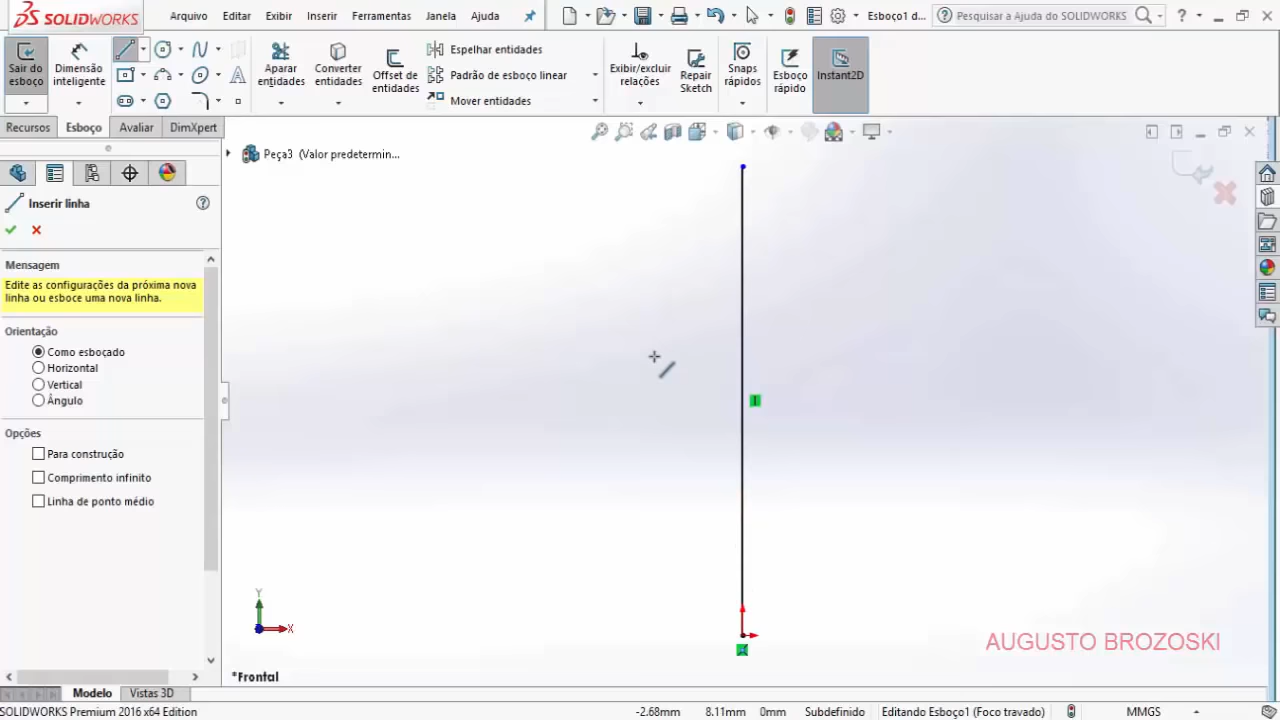 SOLIDWORKS
Arquivo Editar Exibir Inserir Ferramentas Janela Ajuda
Esboço1 d...
Pesquisar a Ajuda do SOLIDWORKS
Sair do esboço
Dimensão inteligente
Aparar entidades
Converter entidades
Offset de entidades
Espelhar entidades
Padrão de esboço linear
Mover entidades
Exibir/excluir relações
Repair Sketch
Snaps rápidos
Esboço rápido
Instant2D
Recursos Esboço Avaliar DimXpert
Peça3 (Valor predetermin...
Inserir linha
Mensagem
Edite as configurações da próxima nova
linha ou esboce uma nova linha.
Orientação
Como esboçado
Horizontal
Vertical
Ângulo
Opções
Para construção
Comprimento infinito
Linha de ponto médio
Y
X
AUGUSTO BROZOSKI
*Frontal
Modelo Vistas 3D
SOLIDWORKS Premium 2016 x64 Edition -2.68mm 8.11mm 0mm Subdefinido Editando Esboço1 (Foco travado) MMGS